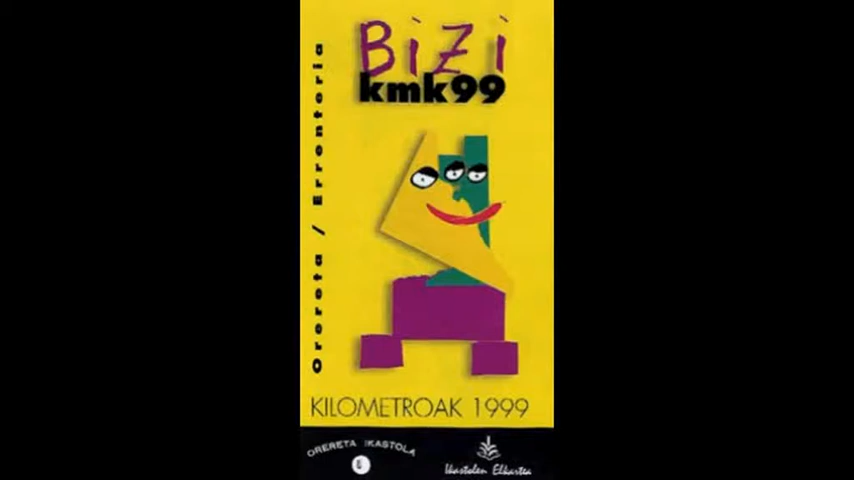 BiZi
kmk99
Orereta / Errenteria
KILOMETROAK 1999
ORERETA IKASTOLA
Ikastolen Elkartea